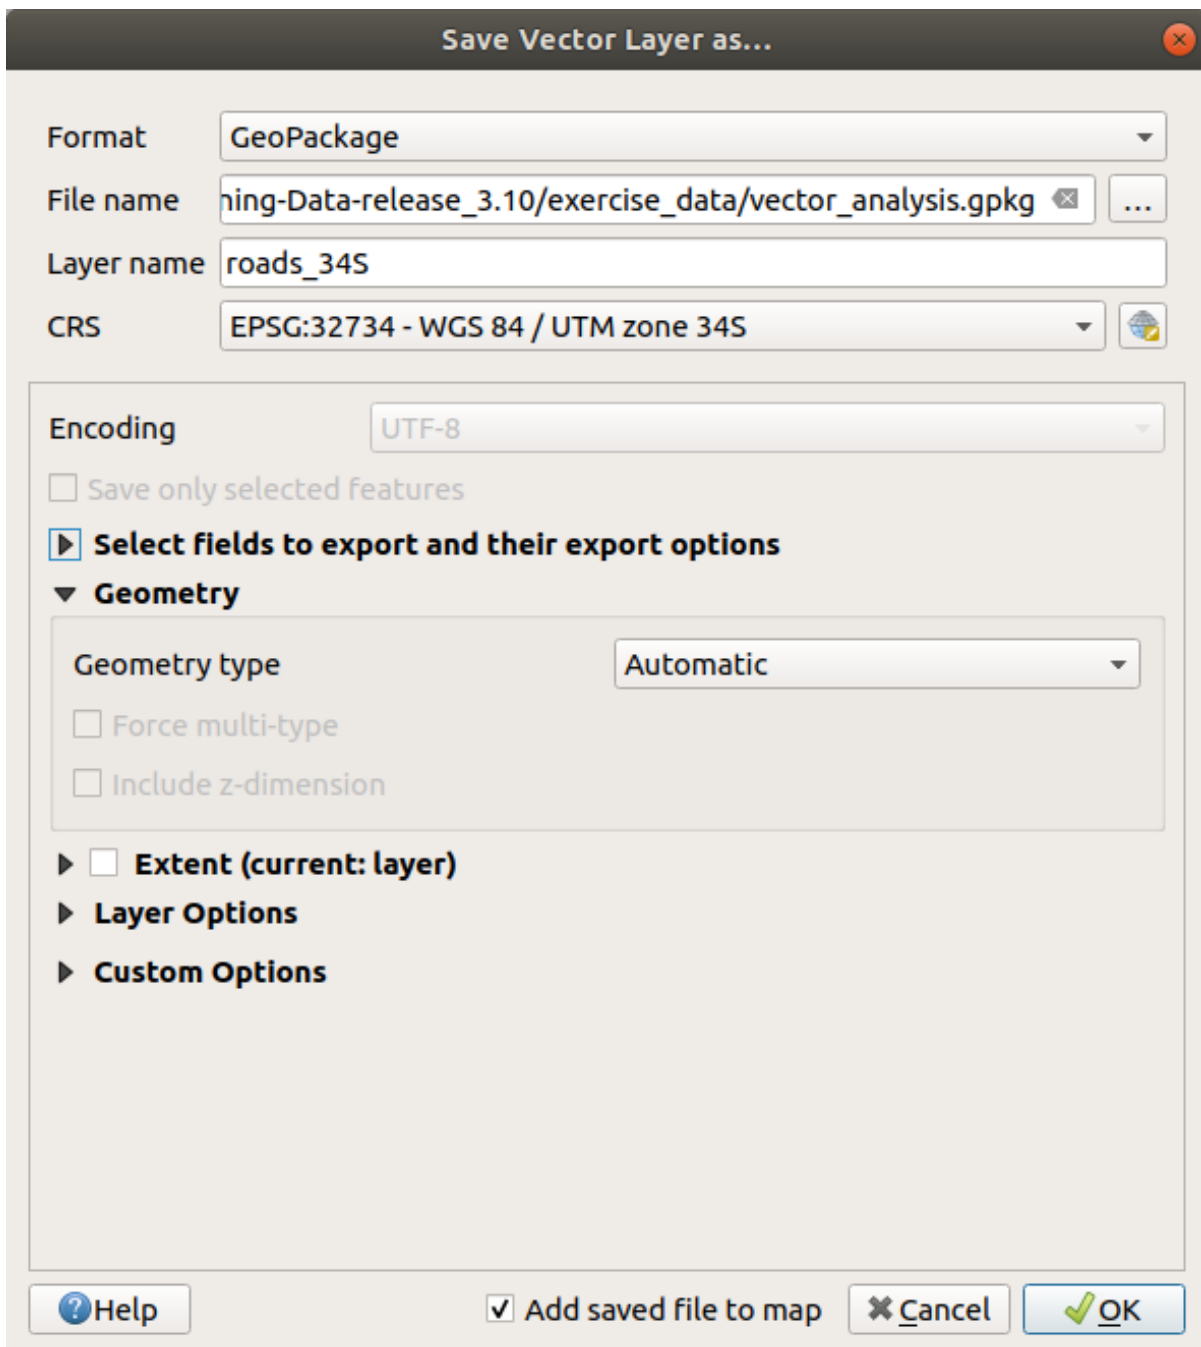 Save Vector Layer as...
Format GeoPackage
File name ning-Data-release_3.10/exercise_data/vector_analysis.gpkg ...
Layer name roads_34S
CRS EPSG:32734 - WGS 84 / UTM zone 34S
Encoding UTF-8
Save only selected features
Select fields to export and their export options
Geometry
Geometry type Automatic
Force multi-type
Include z-dimension
Extent (current: layer)
Layer Options
Custom Options
Help Add saved file to map Cancel OK